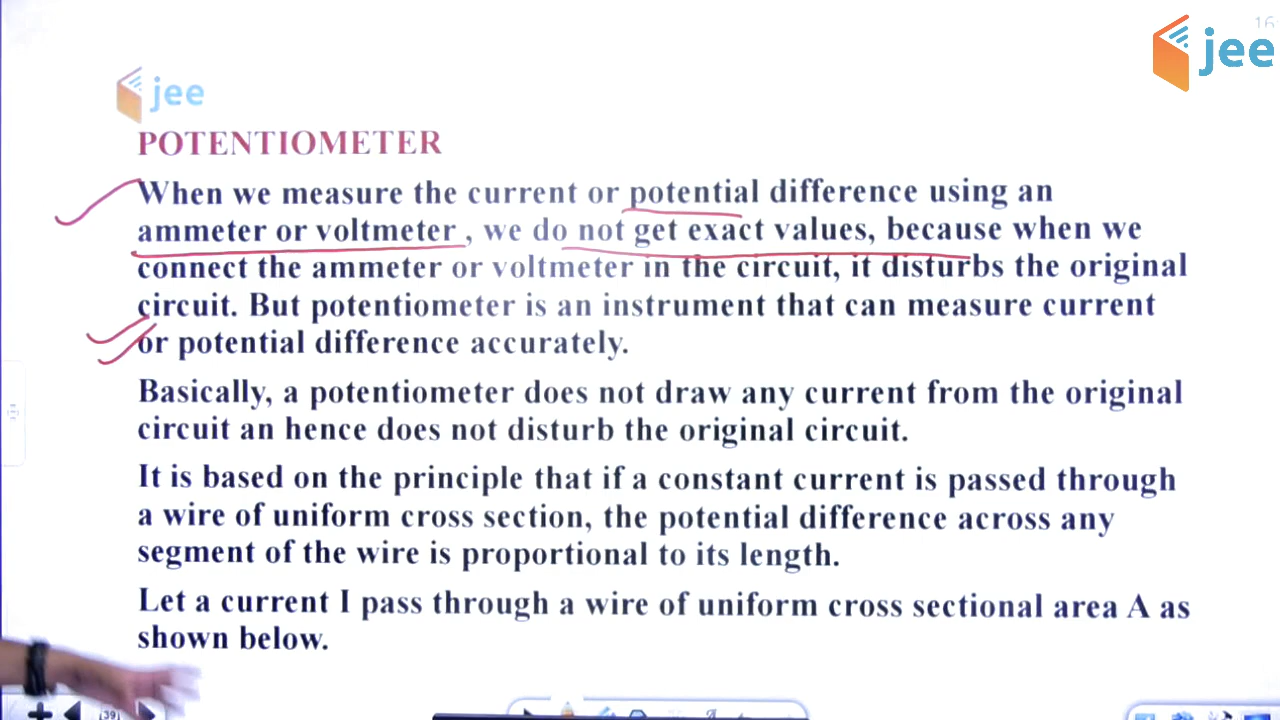 16
jee
jee
POTENTIOMETER
When we measure the current or potential difference using an
ammeter or voltmeter , we do not get exact values, because when we
connect the ammeter or voltmeter in the circuit, it disturbs the original
circuit. But potentiometer is an instrument that can measure current
or potential difference accurately.
Basically, a potentiometer does not draw any current from the original
circuit an hence does not disturb the original circuit.
It is based on the principle that if a constant current is passed through
a wire of uniform cross section, the potential difference across any
segment of the wire is proportional to its length.
Let a current I pass through a wire of uniform cross sectional area A as
shown below.
39